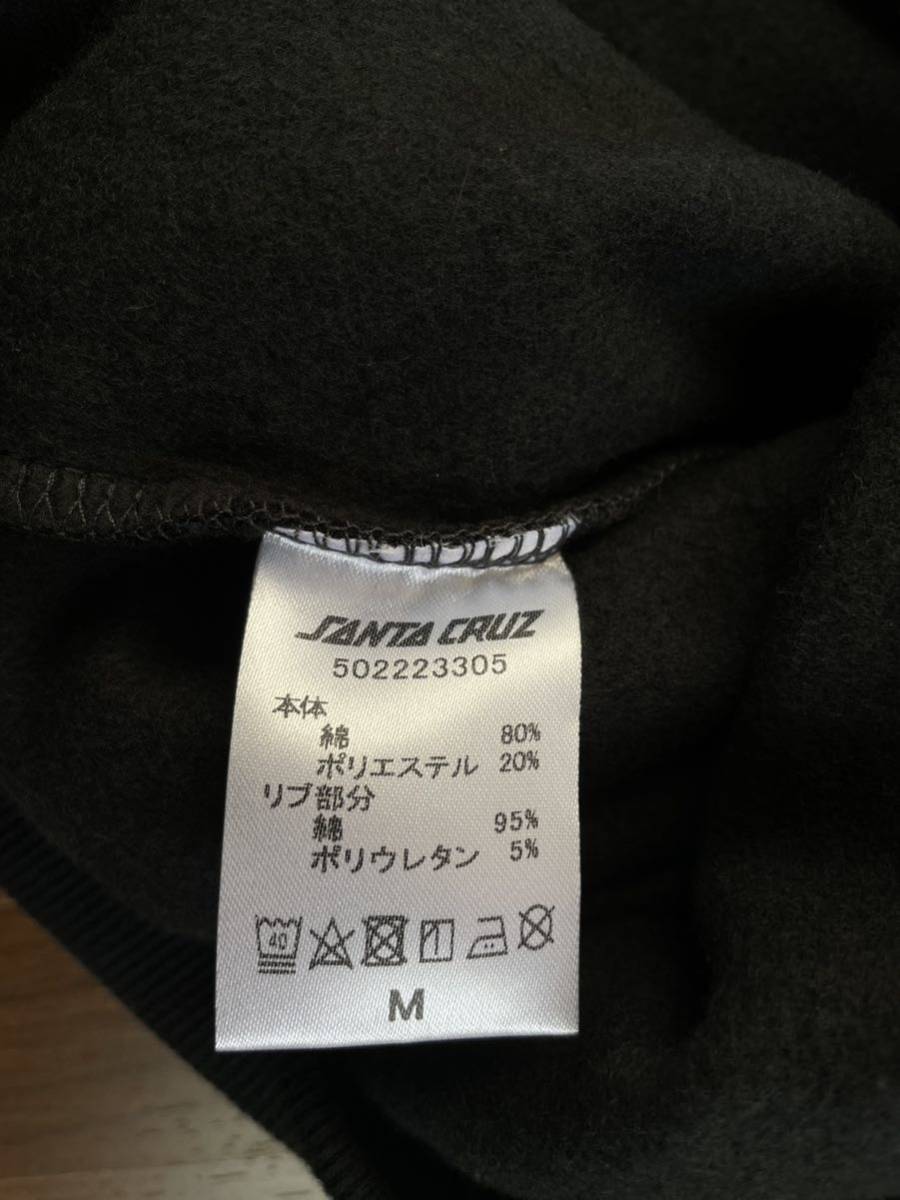 SANTA CRUZ
502223305
本体
綿 80%
ポリエステル 20%
リブ部分
綿 95%
ポリウレタン 5%
40
M